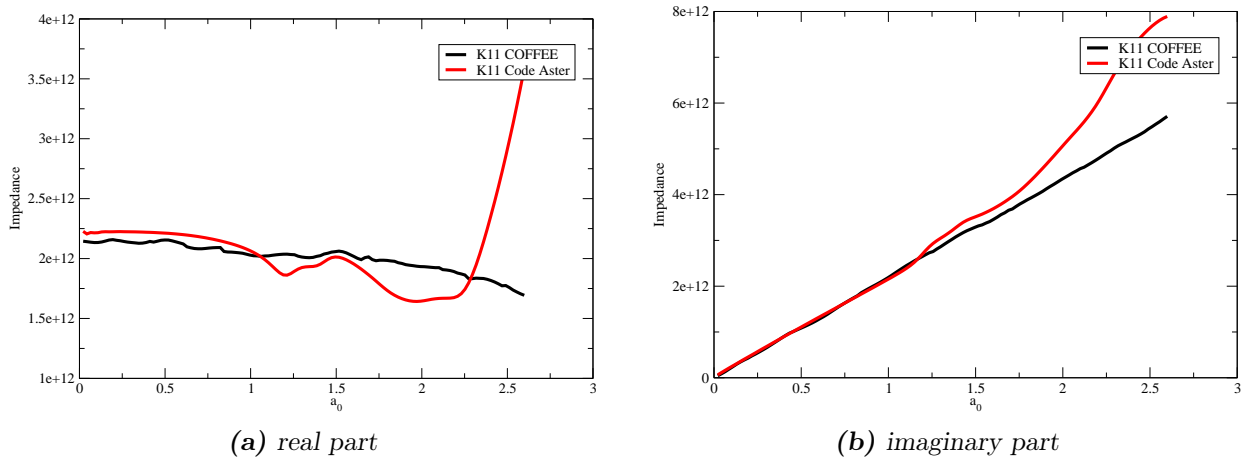 4e+12
3.5e+12
3e+12
2.5e+12
2e+12
1.5e+12
1e+12
Impedance
K11 COFFEE
K11 Code Aster
0 0.5 1 1.5 2 2.5 3
a0
(a) real part
8e+12
6e+12
4e+12
2e+12
0
Impedance
K11 COFFEE
K11 Code Aster
0 0.5 1 1.5 2 2.5 3
a0
(b) imaginary part